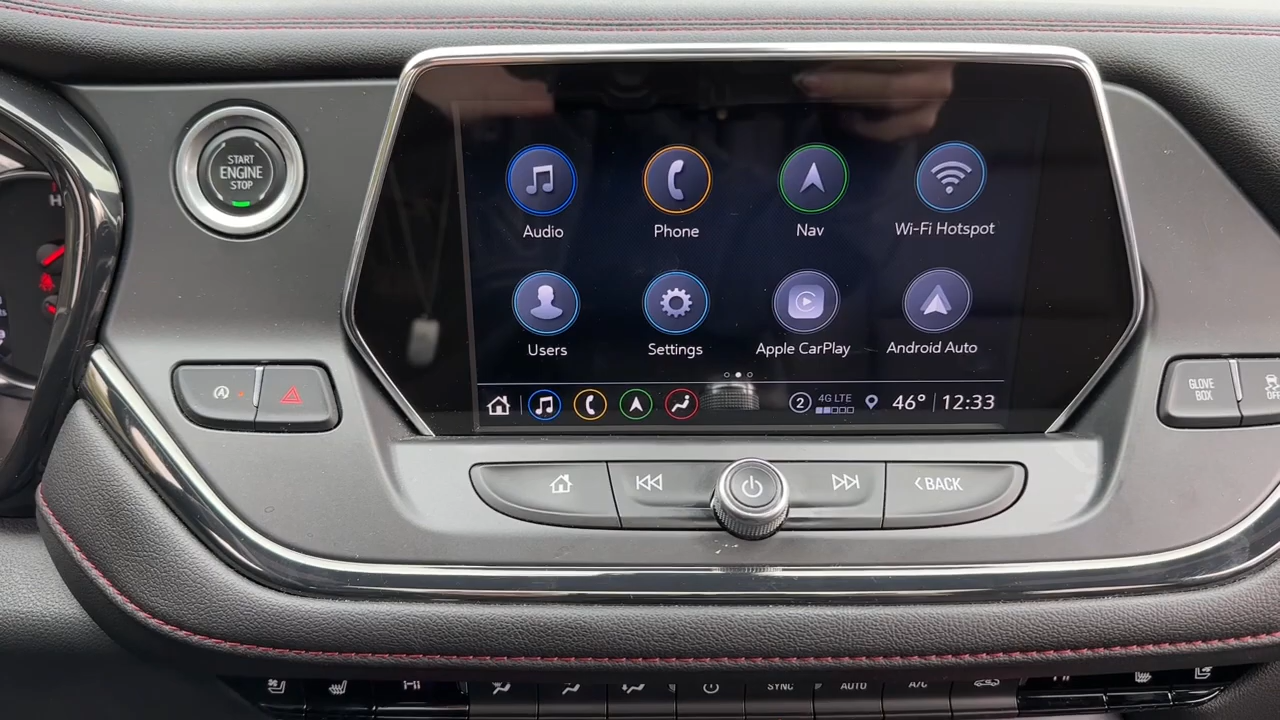 START
ENGINE
STOP
H
Audio
Phone
Nav
Wi-Fi Hotspot
Users
Settings
Apple CarPlay
Android Auto
2
4G LTE
46°
12:33
A
GLOVE
BOX
OFF
BACK
SYNC
AUTO
A/C